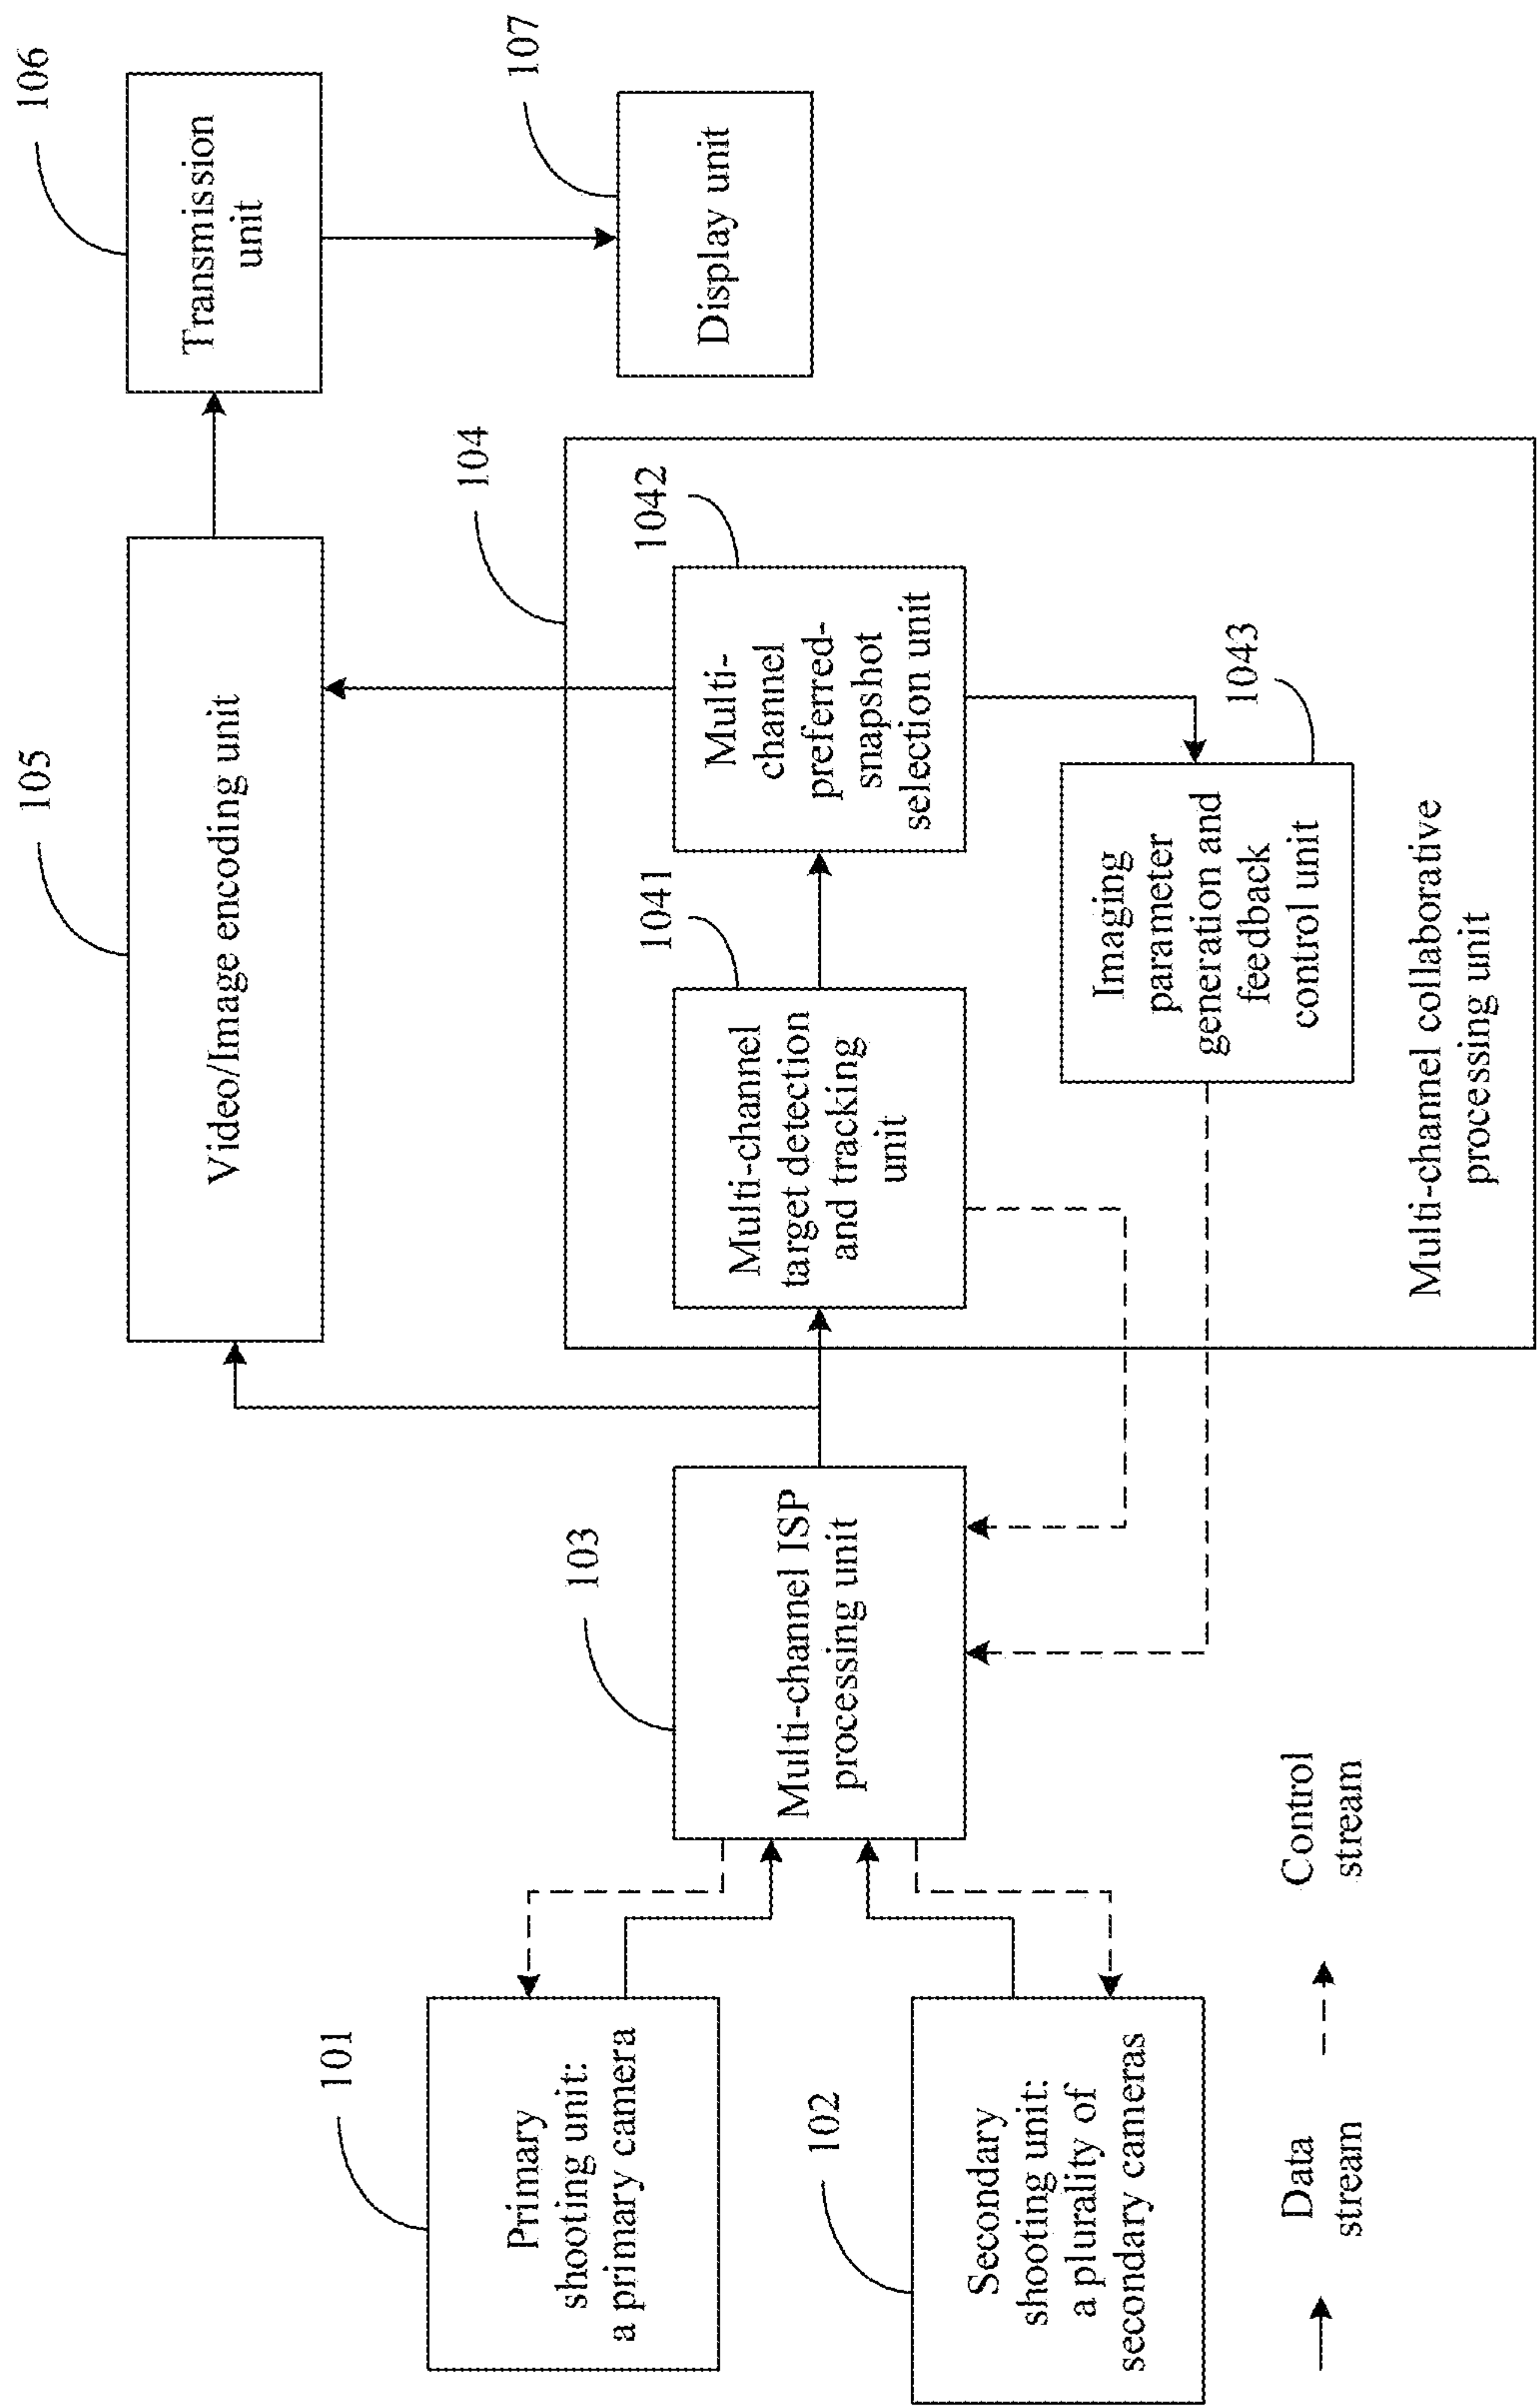 101
Primary
shooting unit:
a primary camera
102
Secondary
shooting unit:
a plurality of
secondary cameras
103
Multi-channel ISP
processing unit
104
1041
Multi-channel
target detection
and tracking
unit
1042
Multi-
channel
preferred-
snapshot
selection unit
1043
Imaging
parameter
generation and
feedback
control unit
Multi-channel collaborative
processing unit
105
Video/Image encoding unit
106
Transmission
unit
107
Display unit
Data
stream
Control
stream